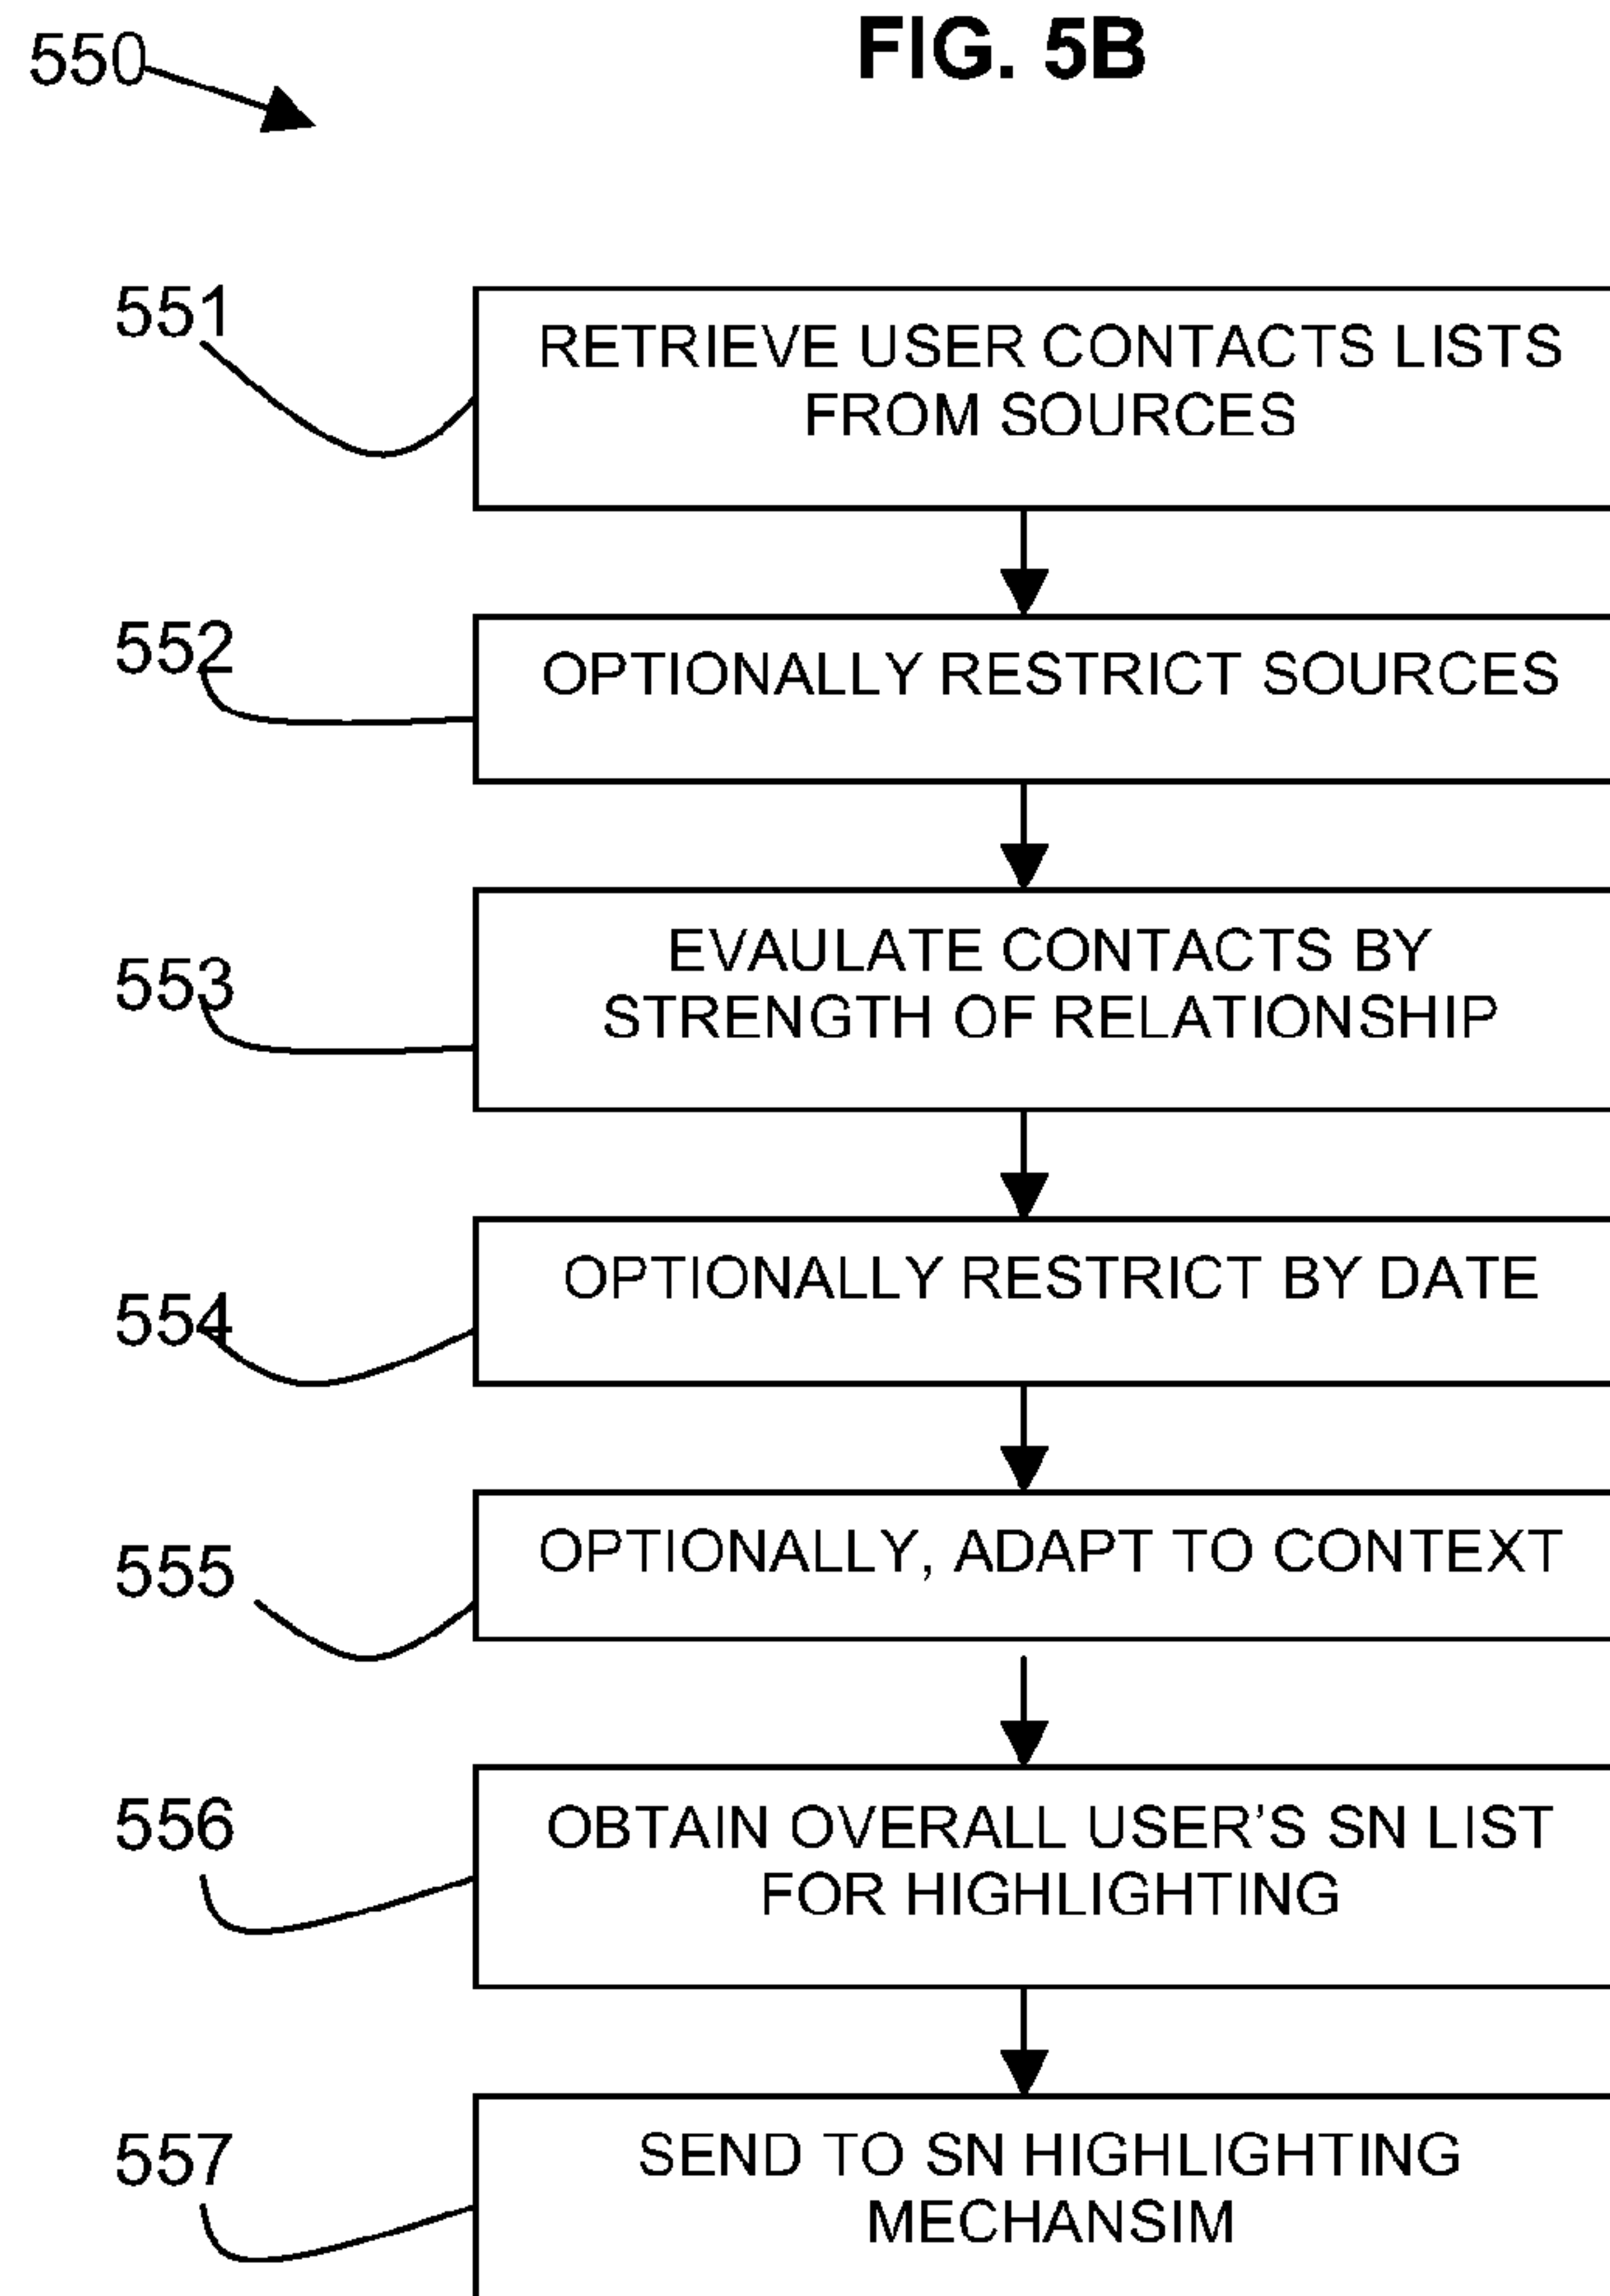 FIG. 5B
550
551
RETRIEVE USER CONTACTS LISTS
FROM SOURCES
552
OPTIONALLY RESTRICT SOURCES
553
EVAULATE CONTACTS BY
STRENGTH OF RELATIONSHIP
554
OPTIONALLY RESTRICT BY DATE
555
OPTIONALLY, ADAPT TO CONTEXT
556
OBTAIN OVERALL USER'S SN LIST
FOR HIGHLIGHTING
557
SEND TO SN HIGHLIGHTING
MECHANSIM